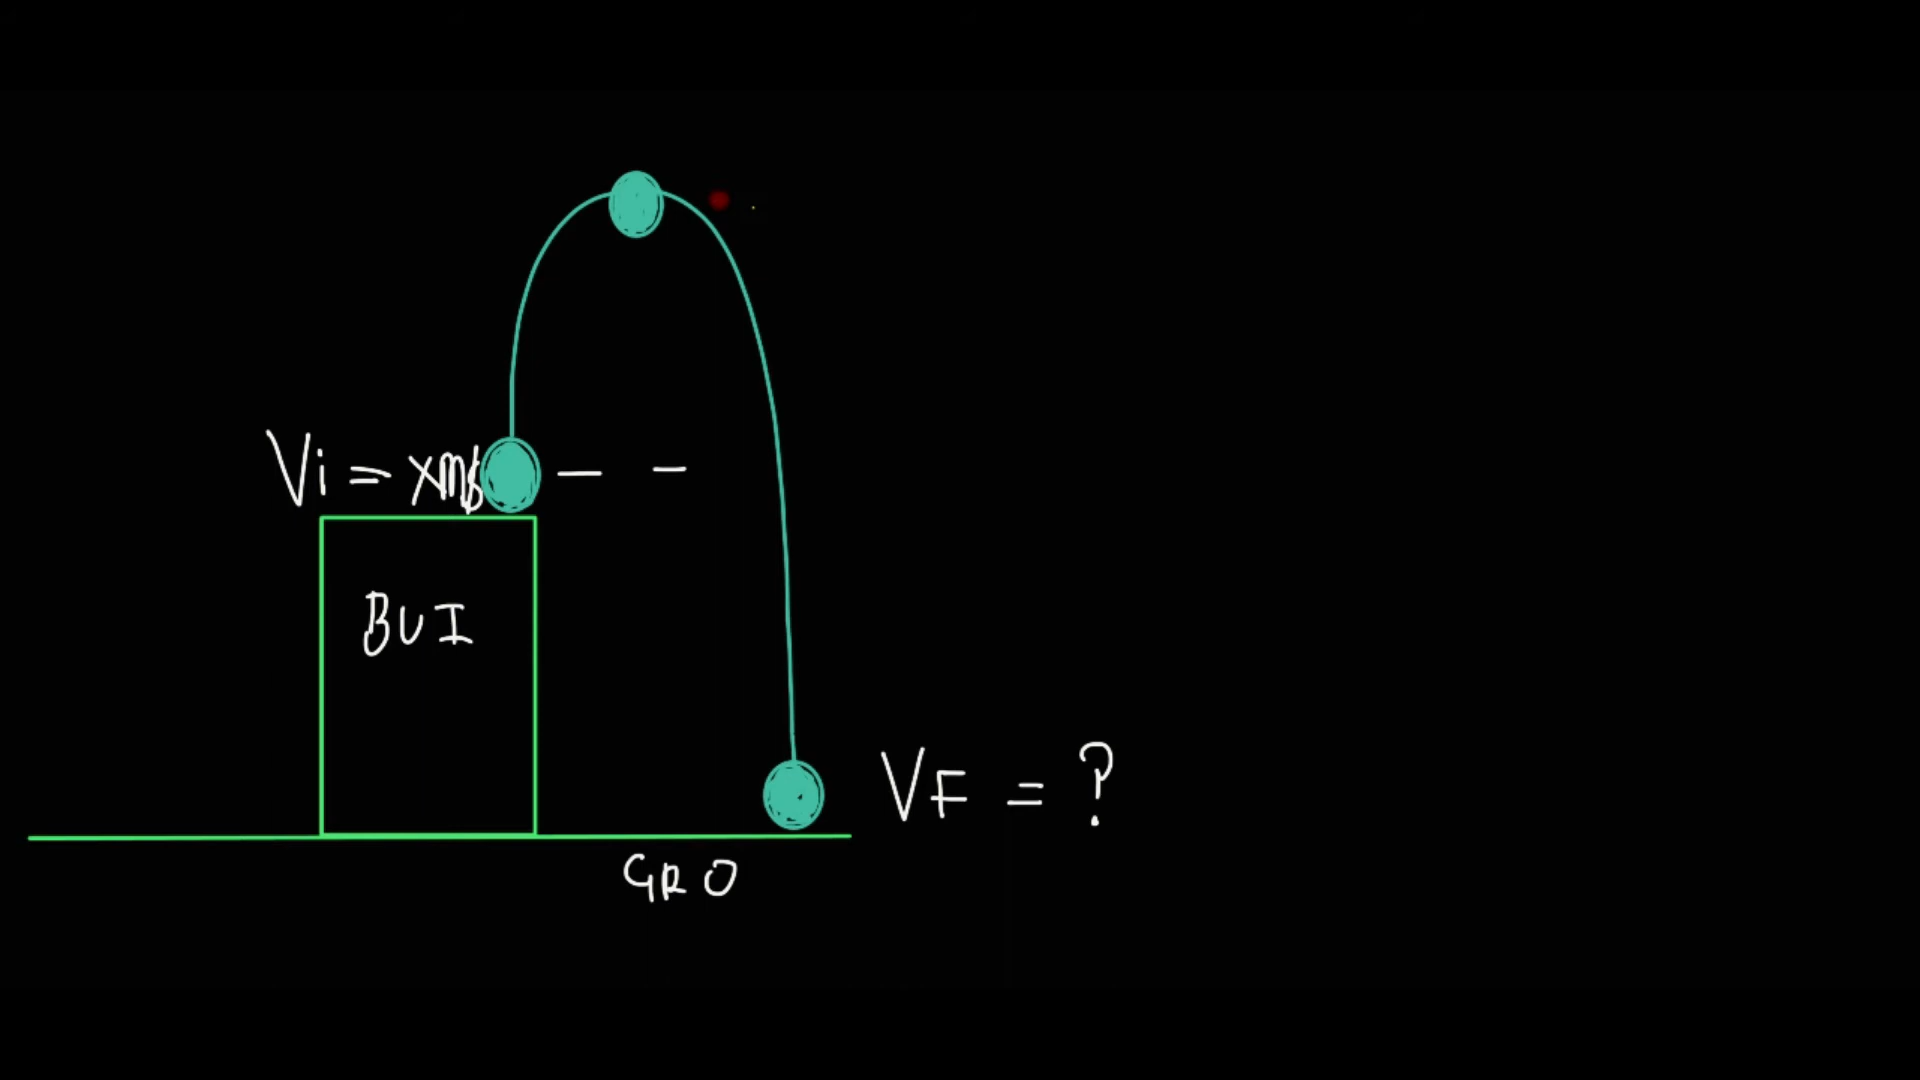 Vi = xm/s
BUI
VF = ?
GRO